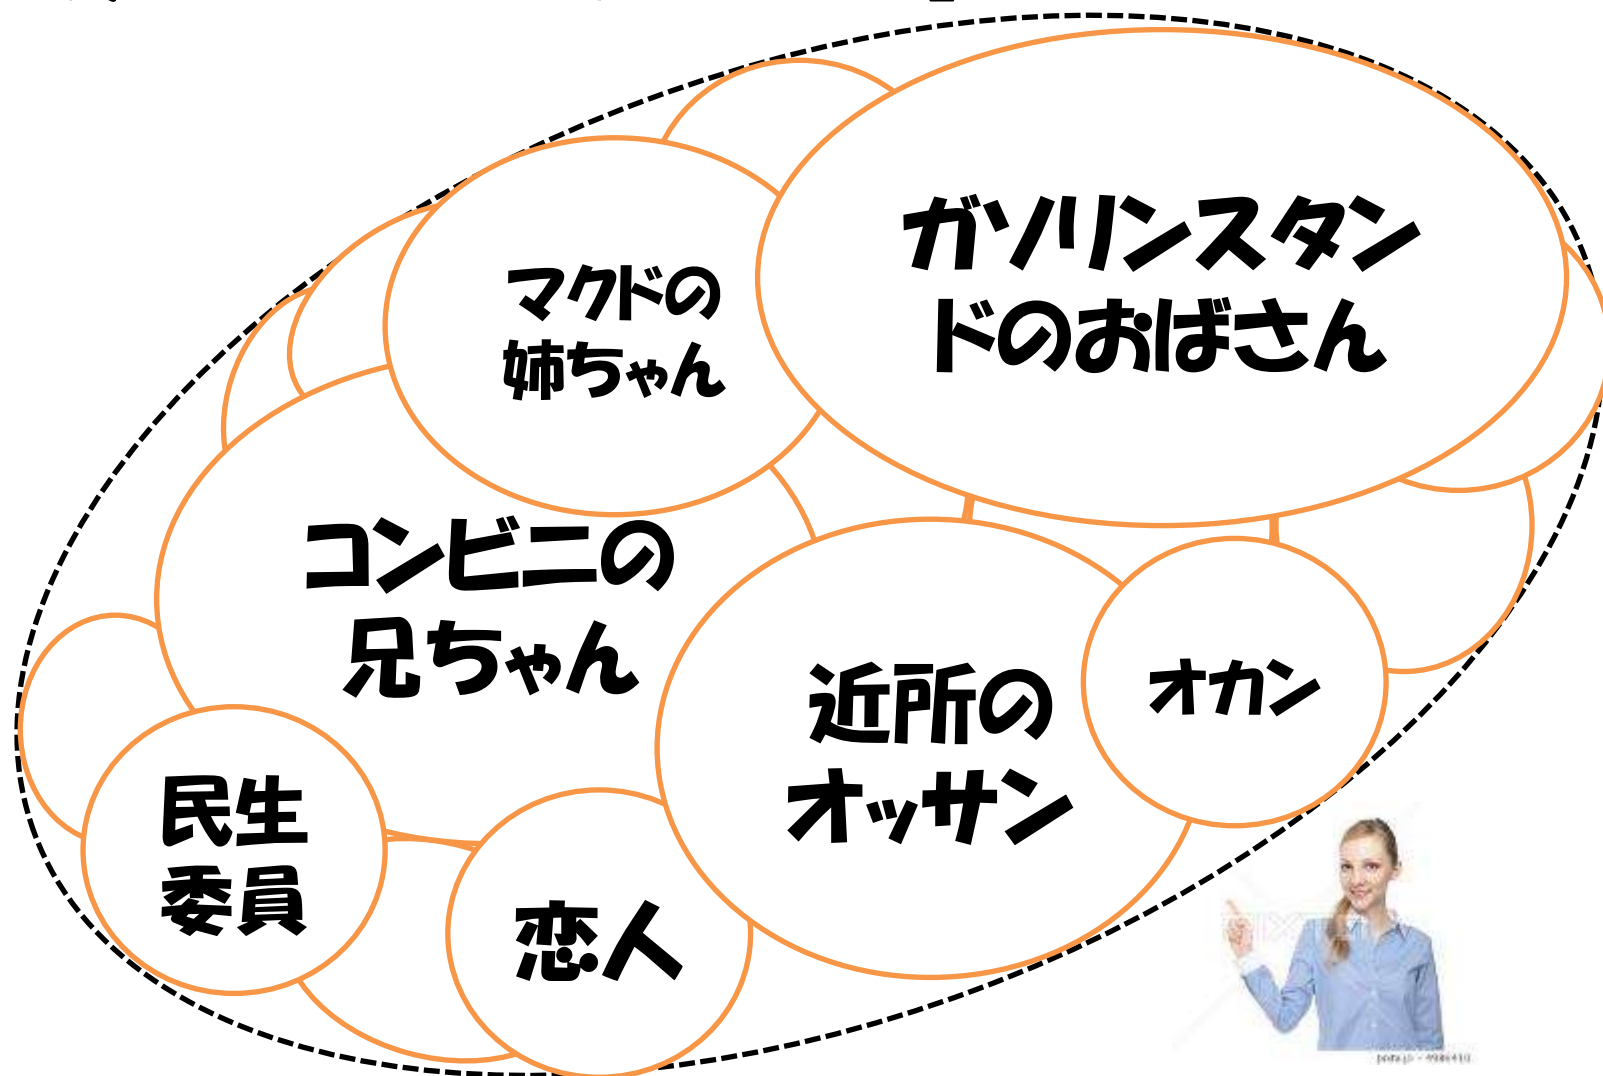 ガソリンスタン
ドのおばさん
マクドの
姉ちゃん
コンビニの
兄ちゃん
近所の
オッサン
オカン
民生
委員
恋人